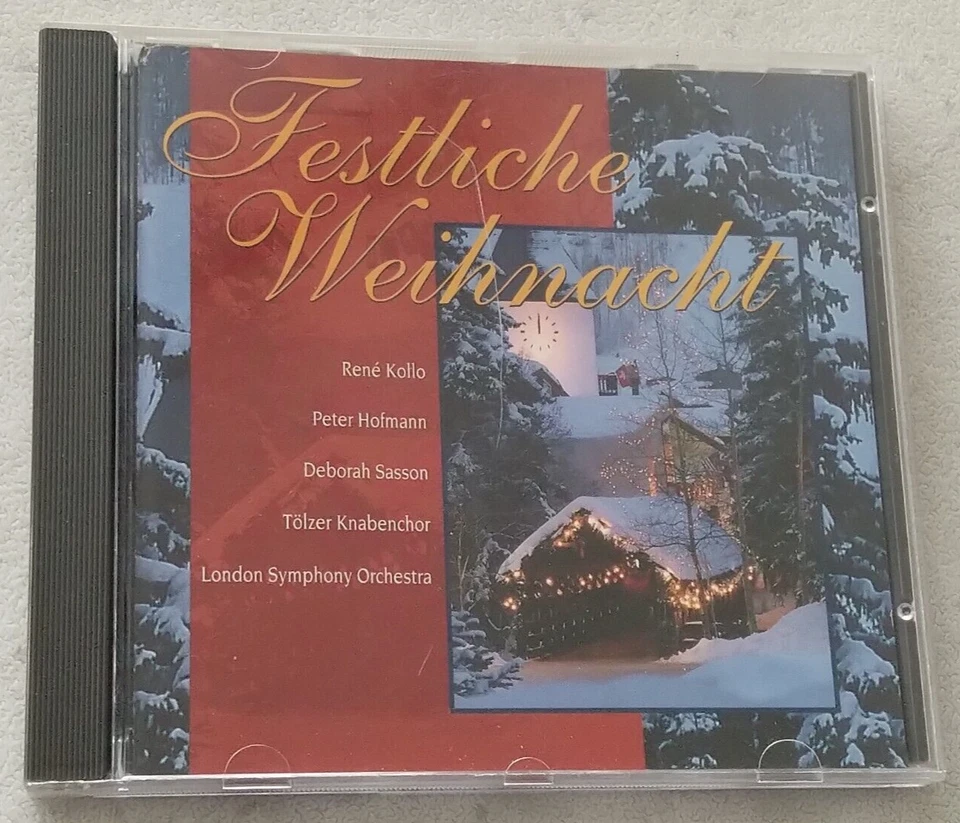 Festliche
Weihnacht
René Kollo
Peter Hofmann
Deborah Sasson
Tölzer Knabenchor
London Symphony Orchestra